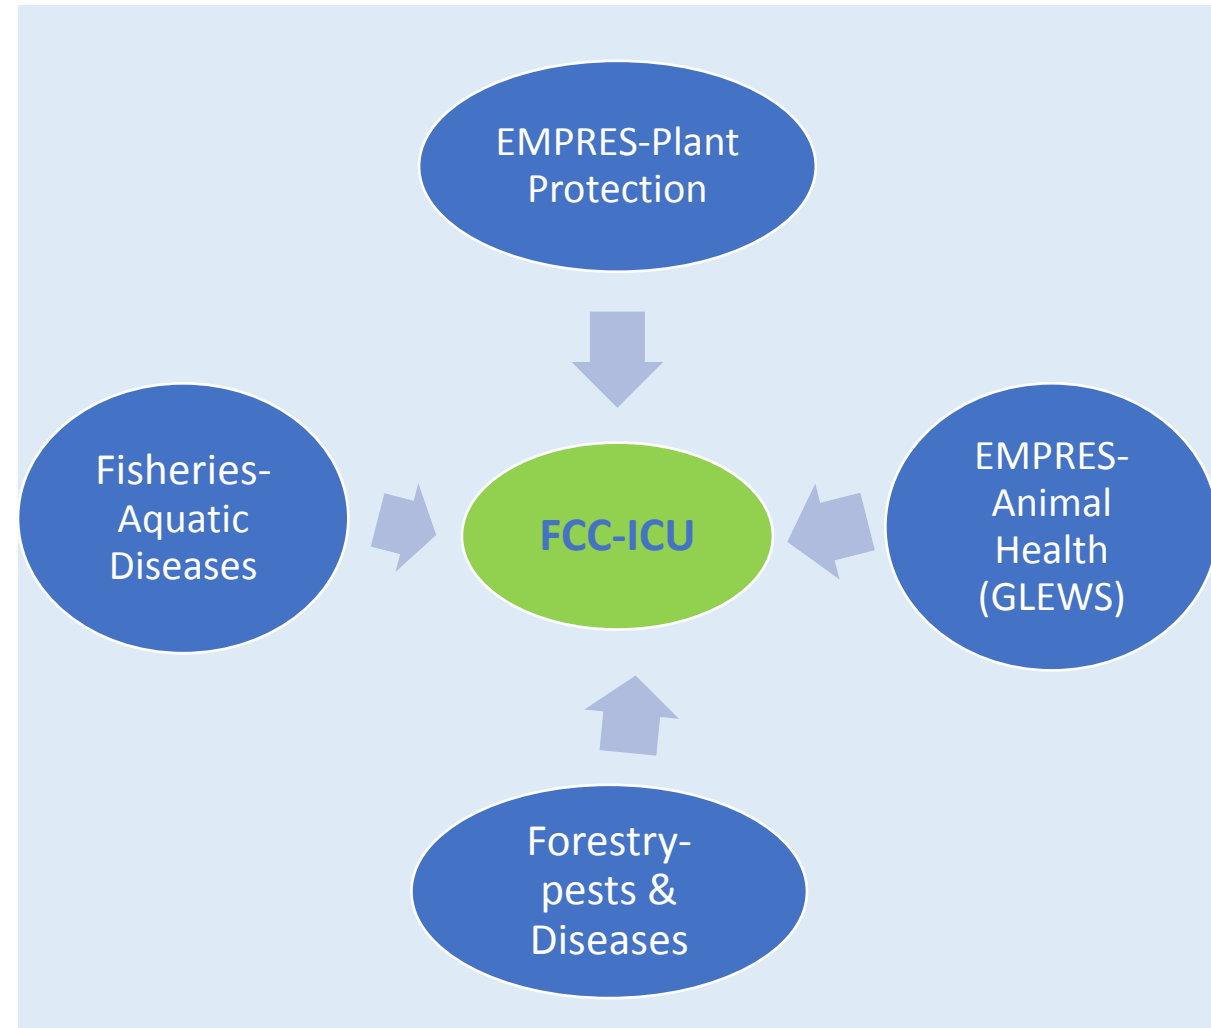 EMPRES-Plant
Protection
Fisheries-
Aquatic
Diseases
FCC-ICU
EMPRES-
Animal
Health
(GLEWS)
Forestry-
pests &
Diseases